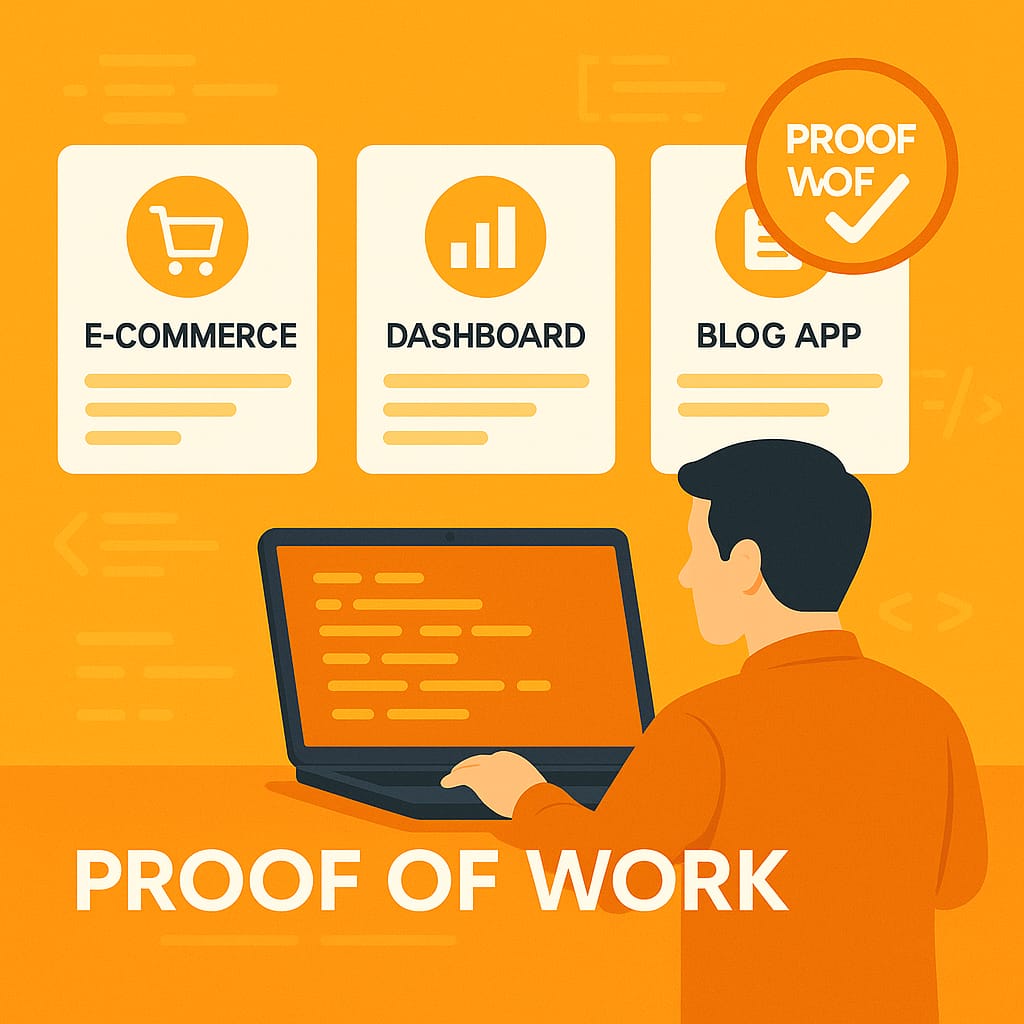 PROOF
WOF
E-COMMERCE
DASHBOARD
BLOG APP
PROOF OF WORK